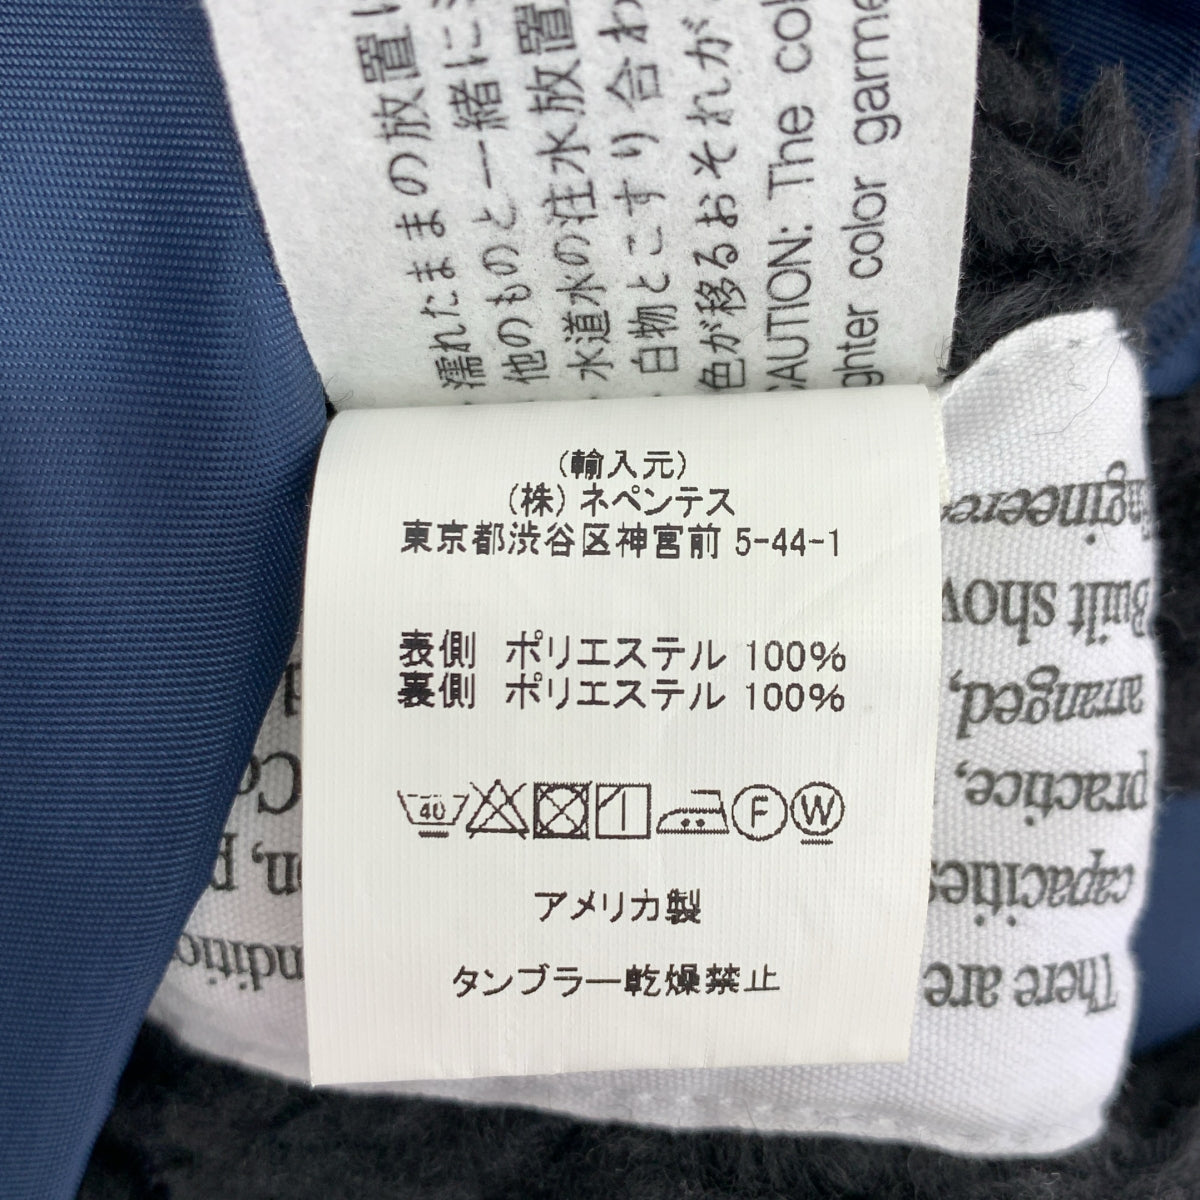 濡れたままの放置
他のものと一緒に
水道水の注水放置
白物とこすり合わ
色が移るおそれが
CAUTION: The
ghter color garme
(輸入元)
(株) ネペンテス
東京都渋谷区神宮前 5-44-1
表側 ポリエステル 100%
裏側 ポリエステル 100%
40 F W
アメリカ製
タンブラー乾燥禁止
There are
capacities
practice,
arranged,
Built show
ngineere